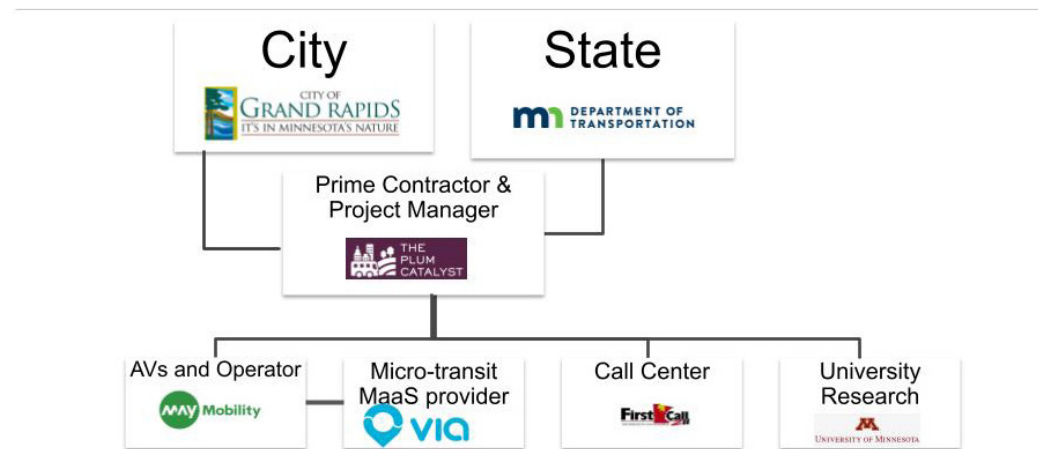 City
CITY OF
GRAND RAPIDS
IT'S IN MINNESOTA'S NATURE
State
mn DEPARTMENT OF
TRANSPORTATION
Prime Contractor &
Project Manager
THE
PLUM
CATALYST
AVs and Operator
MAY Mobility
Micro-transit
MaaS provider
via
Call Center
First Call
University
Research
M
UNIVERSITY OF MINNESOTA